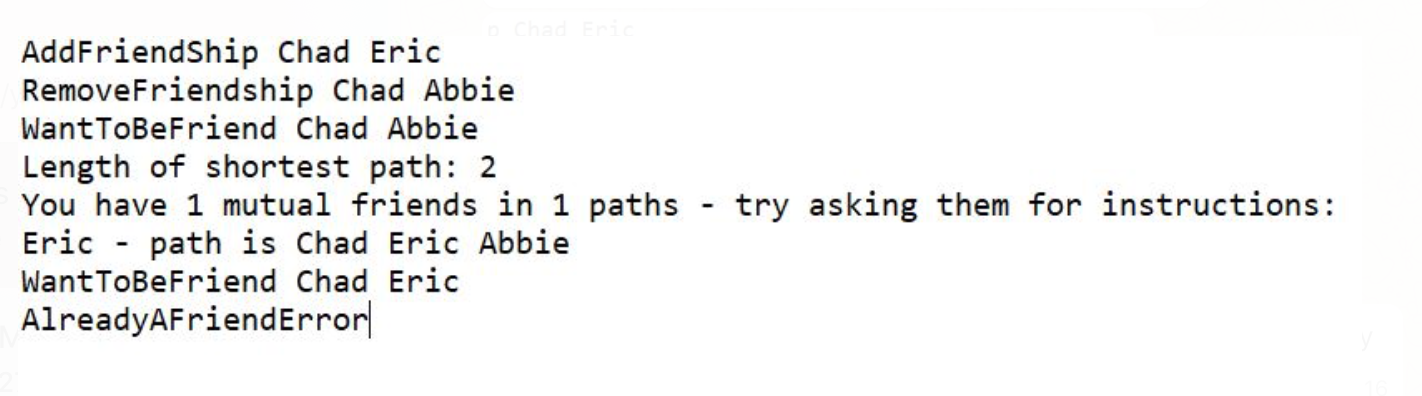 AddFriendShip Chad Eric
RemoveFriendship Chad Abbie
WantToBeFriend Chad Abbie
Length of shortest path: 2
You have 1 mutual friends in 1 paths - try asking them for instructions:
Eric - path is Chad Eric Abbie
WantToBeFriend Chad Eric
AlreadyAFriendError